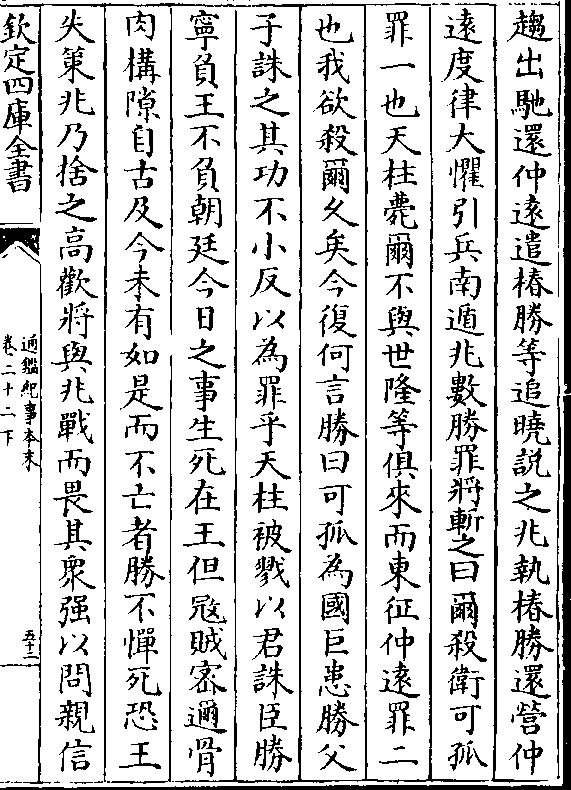 趨出馳還仲遠遣椿勝等追曉説之兆執椿勝還營仲
遠度律大懼引兵南遁兆數勝罪將斬之曰爾殺衛可孤
罪一也天柱薨爾不與世隆等俱來而東征仲遠罪二
也我欲殺爾久矣今復何言勝曰可孤為國巨患勝父
子誅之其功不小反以為罪乎天柱被戮以君誅臣勝
寧負王不負朝廷今日之事生死在王但㓂賊密邇骨
肉構隙自古及今未有如是而不亡者勝不憚死恐王
失策兆乃捨之高歡將與兆戰而畏其衆强以問親信
欽定四庫全書
通鑑紀事本末
卷二十二下
五十二